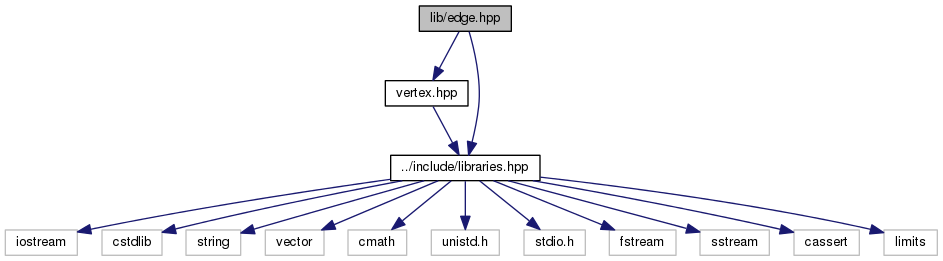 lib/edge.hpp
vertex.hpp
../include/libraries.hpp
iostream
cstdlib
string
vector
cmath
unistd.h
stdio.h
fstream
sstream
cassert
limits